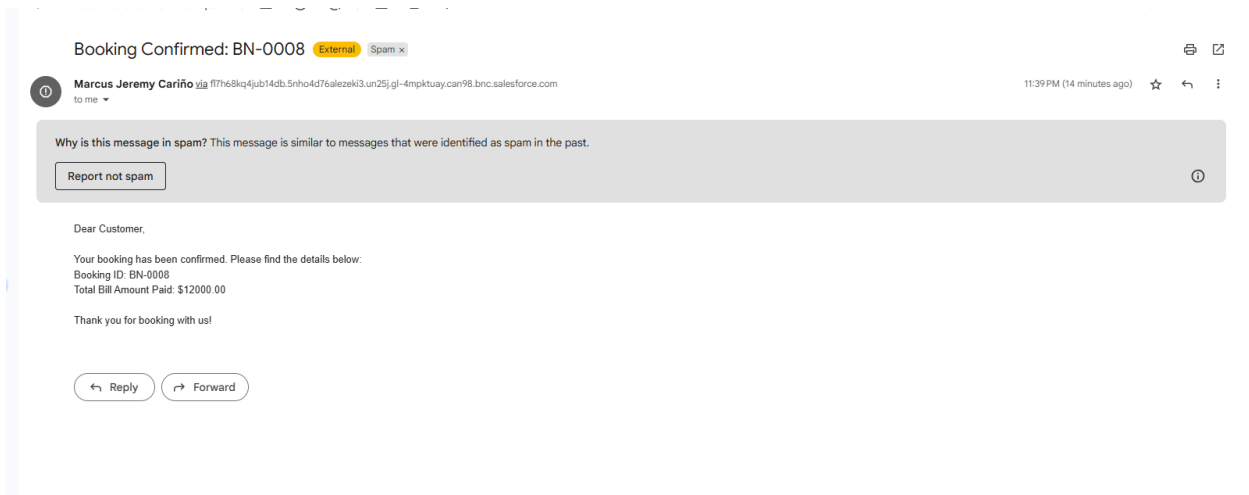 Booking Confirmed: BN-0008 External Spam x
Marcus Jeremy Cariño via fl7h68kq4jub14db.5nho4d76alezeki3.un25j.gl-4mpktuay.can98.bnc.salesforce.com 11:39 PM (14 minutes ago)
to me
Why is this message in spam? This message is similar to messages that were identified as spam in the past.
Report not spam
Dear Customer,
Your booking has been confirmed. Please find the details below:
Booking ID: BN-0008
Total Bill Amount Paid: $12000.00
Thank you for booking with us!
Reply Forward